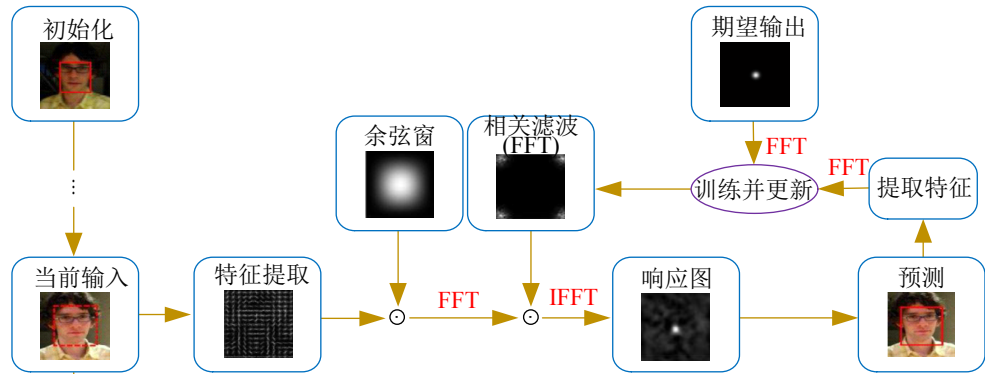 初始化
期望输出
余弦窗
相关滤波
(FFT)
FFT
FFT
训练并更新
提取特征
...
当前输入
特征提取
FFT
IFFT
响应图
预测